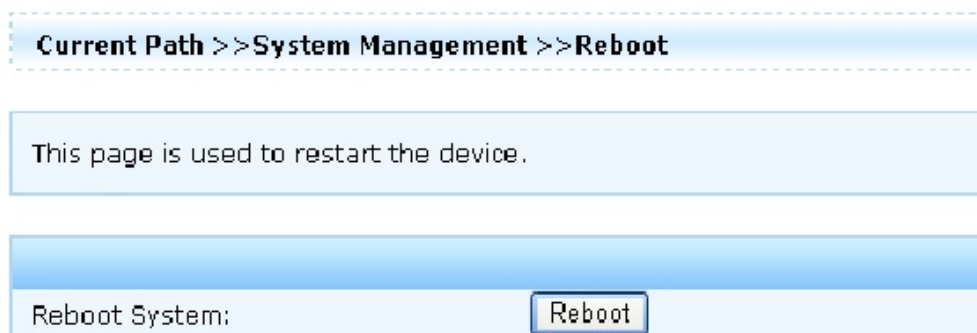 Current Path >>System Management >>Reboot
This page is used to restart the device.
Reboot System: Reboot